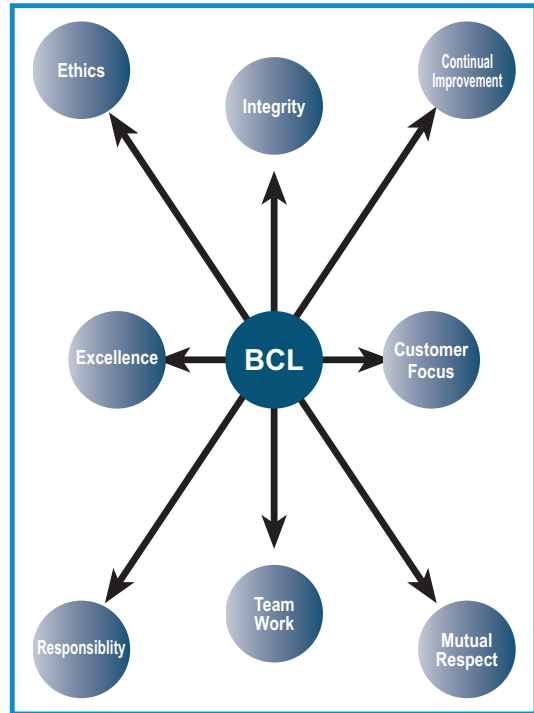 Ethics
Integrity
Continual
Improvement
Excellence
BCL
Customer
Focus
Responsiblity
Team
Work
Mutual
Respect